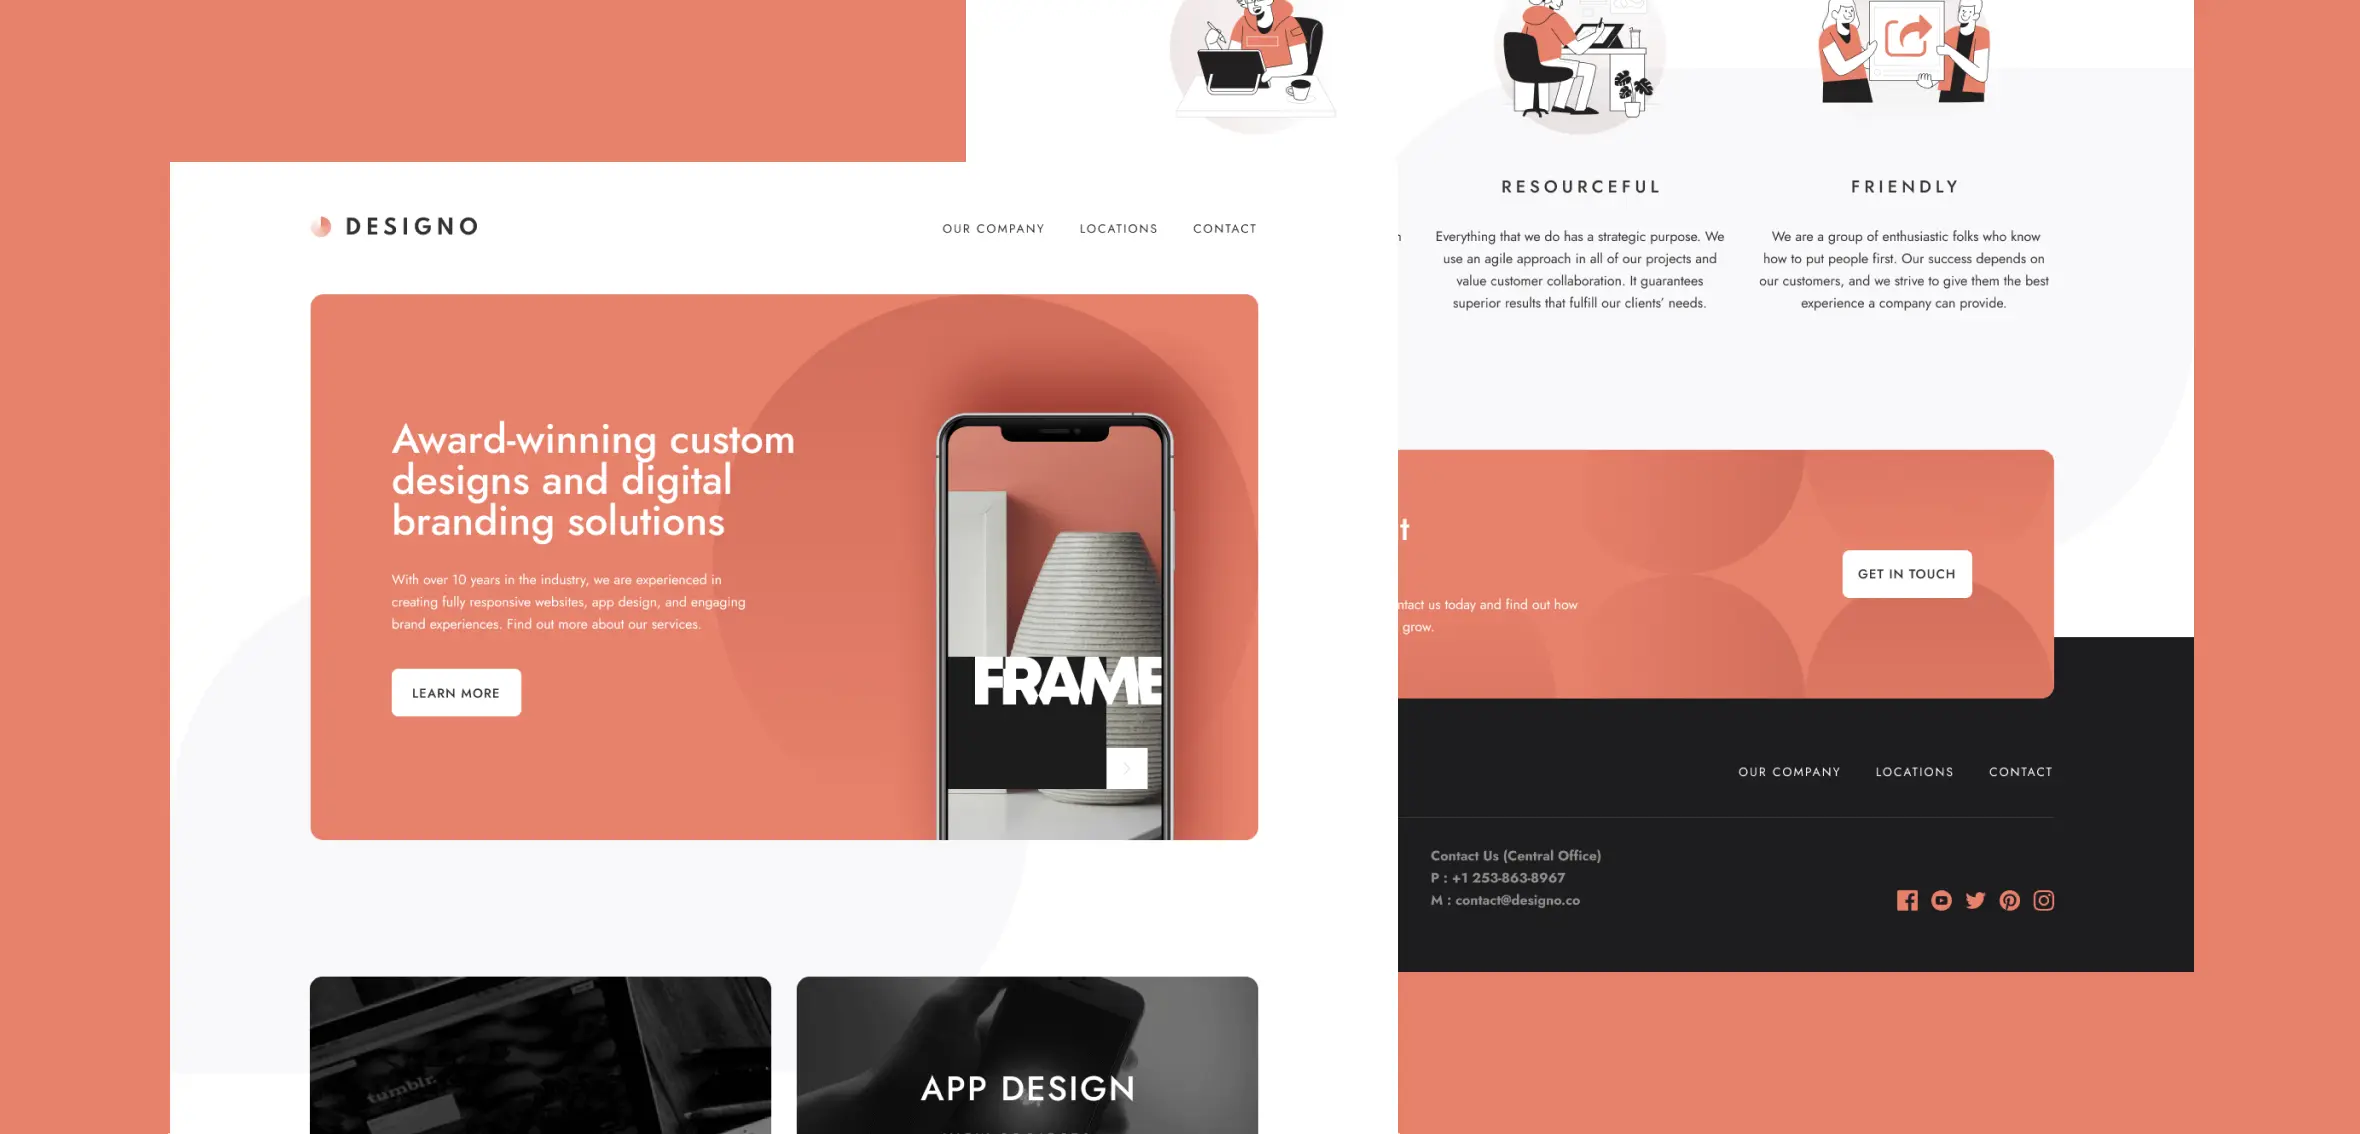 DESIGNO
OUR COMPANY
LOCATIONS
CONTACT
Award-winning custom
designs and digital
branding solutions
With over 10 years in the industry, we are experienced in
creating fully responsive websites, app design, and engaging
brand experiences. Find out more about our services.
LEARN MORE
FRAME
tumblr.
APP DESIGN
RESOURCEFUL
Everything that we do has a strategic purpose. We
use an agile approach in all of our projects and
value customer collaboration. It guarantees
superior results that fulfill our clients’ needs.
FRIENDLY
We are a group of enthusiastic folks who know
how to put people first. Our success depends on
our customers, and we strive to give them the best
experience a company can provide.
t
ntact us today and find out how
grow.
GET IN TOUCH
OUR COMPANY
LOCATIONS
CONTACT
Contact Us (Central Office)
P : +1 253-863-8967
M : contact@designo.co